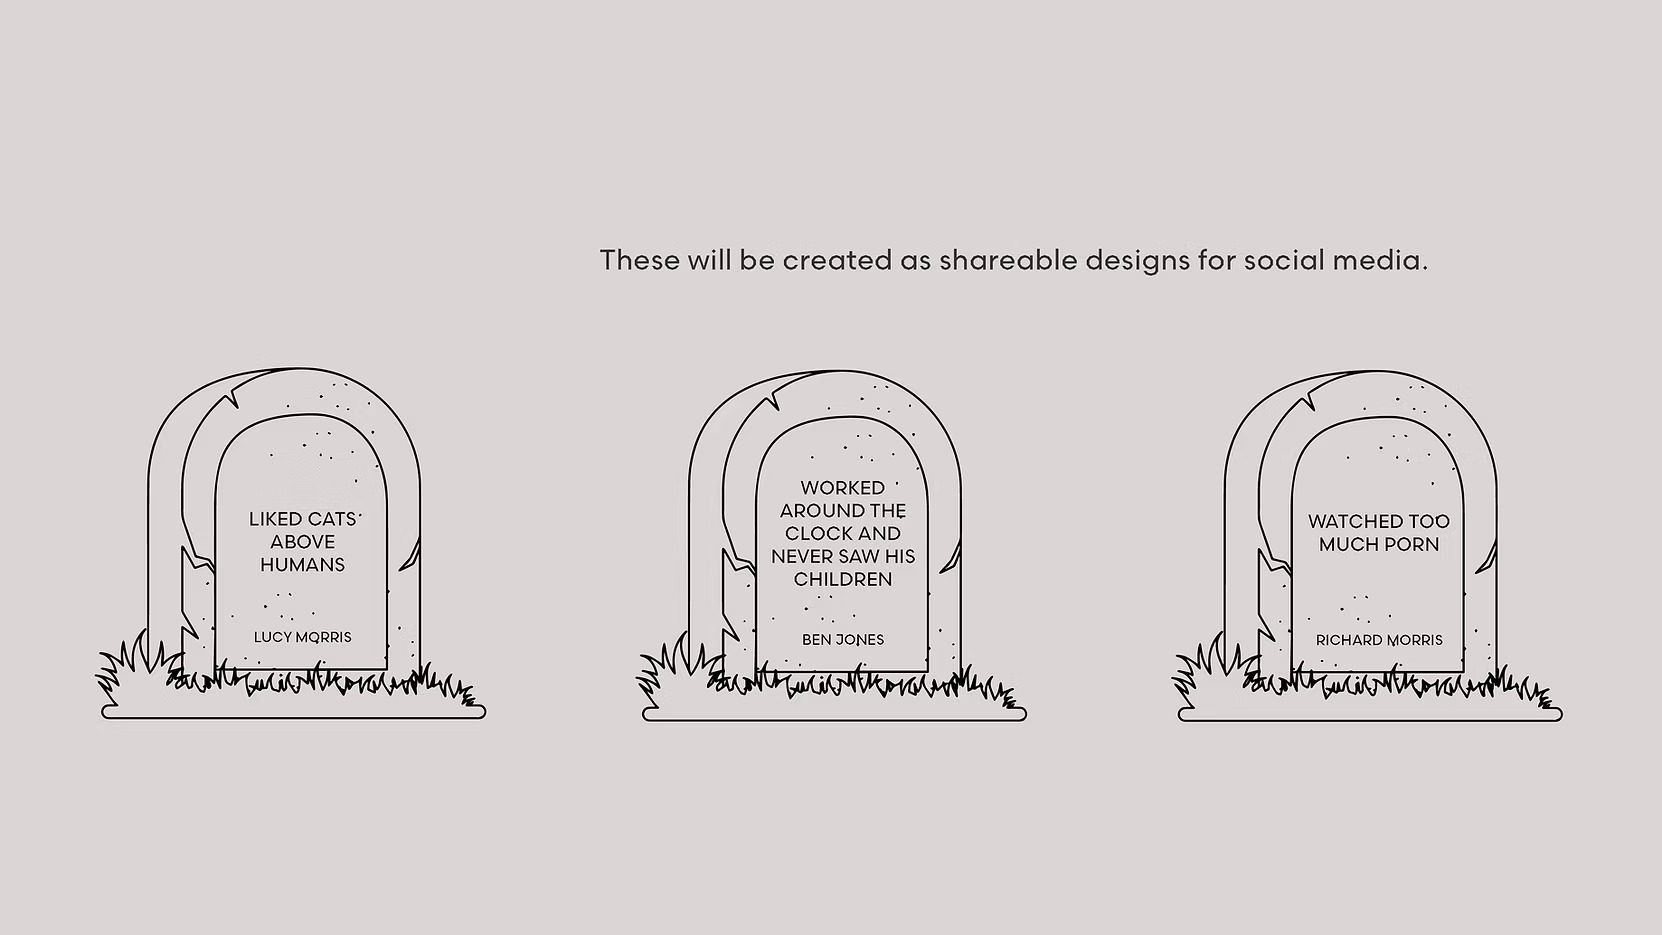 These will be created as shareable designs for social media.
LIKED CATS
ABOVE
HUMANS
LUCY MORRIS
WORKED
AROUND THE
CLOCK AND
NEVER SAW HIS
CHILDREN
BEN JONES
WATCHED TOO
MUCH PORN
RICHARD MORRIS